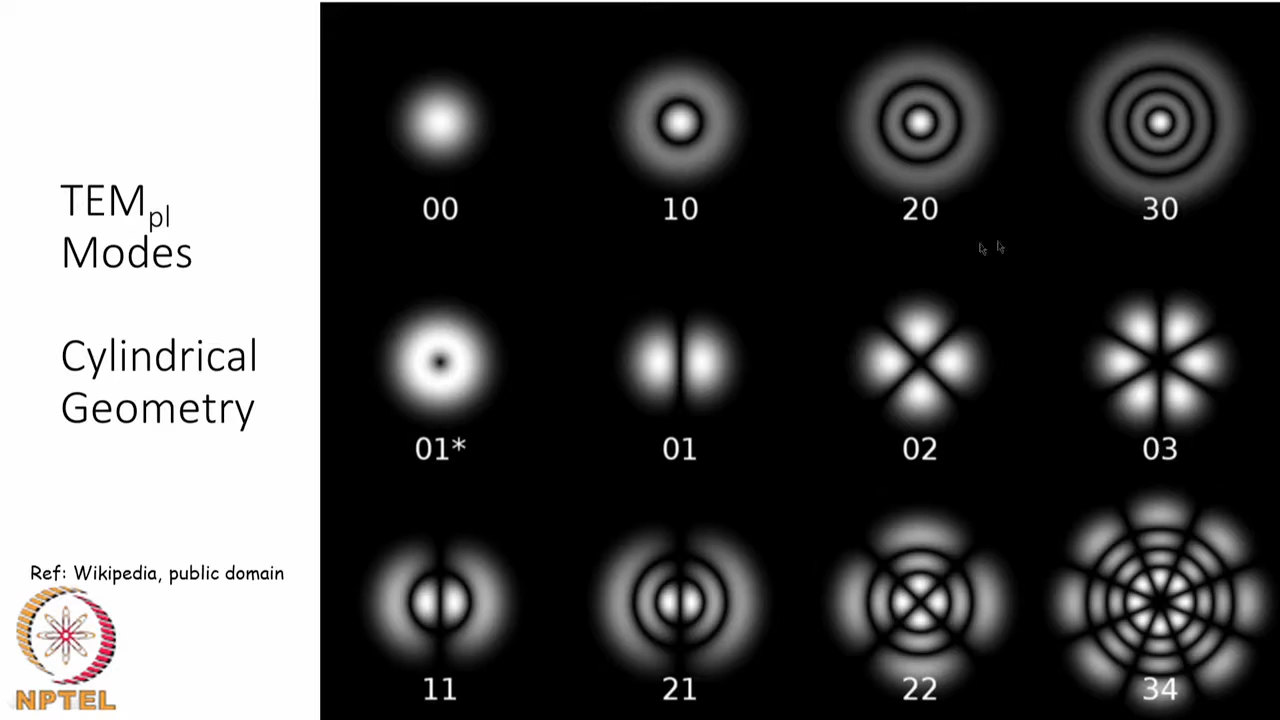 TEMpl
Modes
Cylindrical
Geometry
Ref: Wikipedia, public domain
NPTEL
00 10 20 30
01* 01 02 03
11 21 22 34